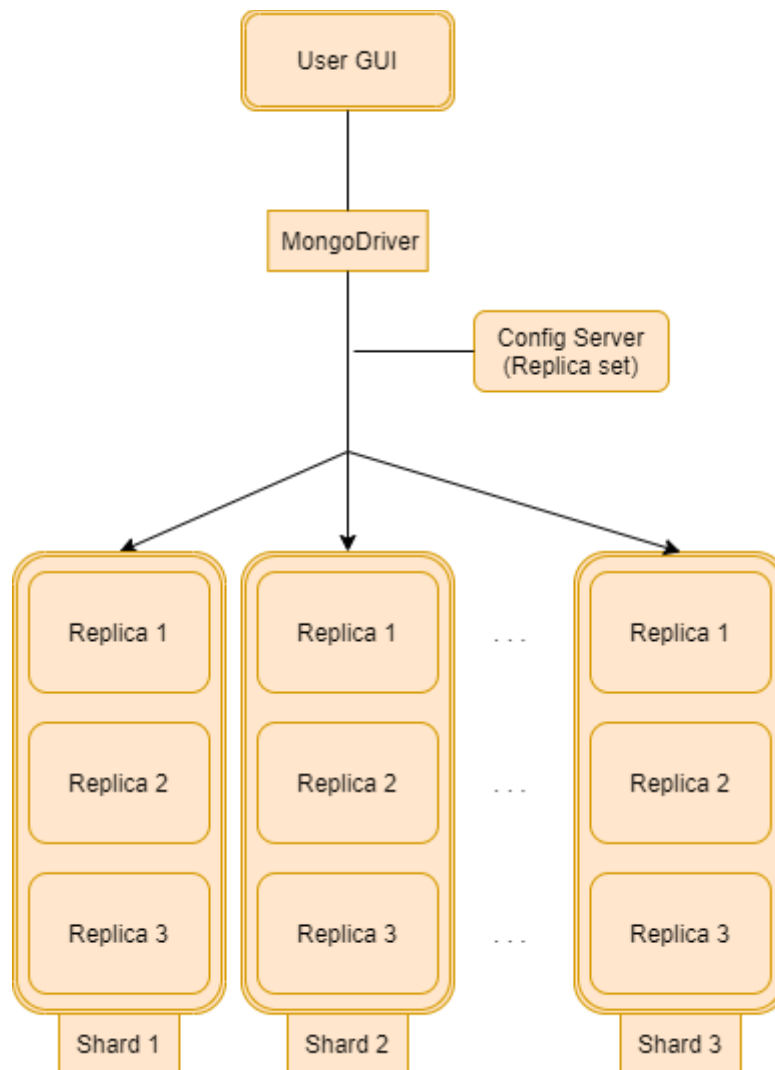 User GUI
MongoDriver
Config Server
(Replica set)
Replica 1
Replica 1
. . .
Replica 1
Replica 2
Replica 2
. . .
Replica 2
Replica 3
Replica 3
. . .
Replica 3
Shard 1
Shard 2
Shard 3